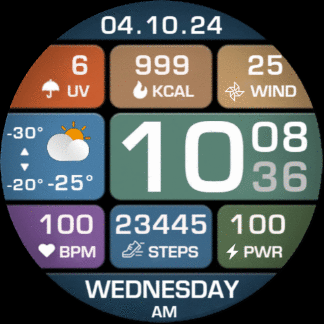 04.10.24
6 999 25
UV KCAL WIND
-30° 10 08
-20° -25° 36
100 23445 100
BPM STEPS PWR
WEDNESDAY
AM